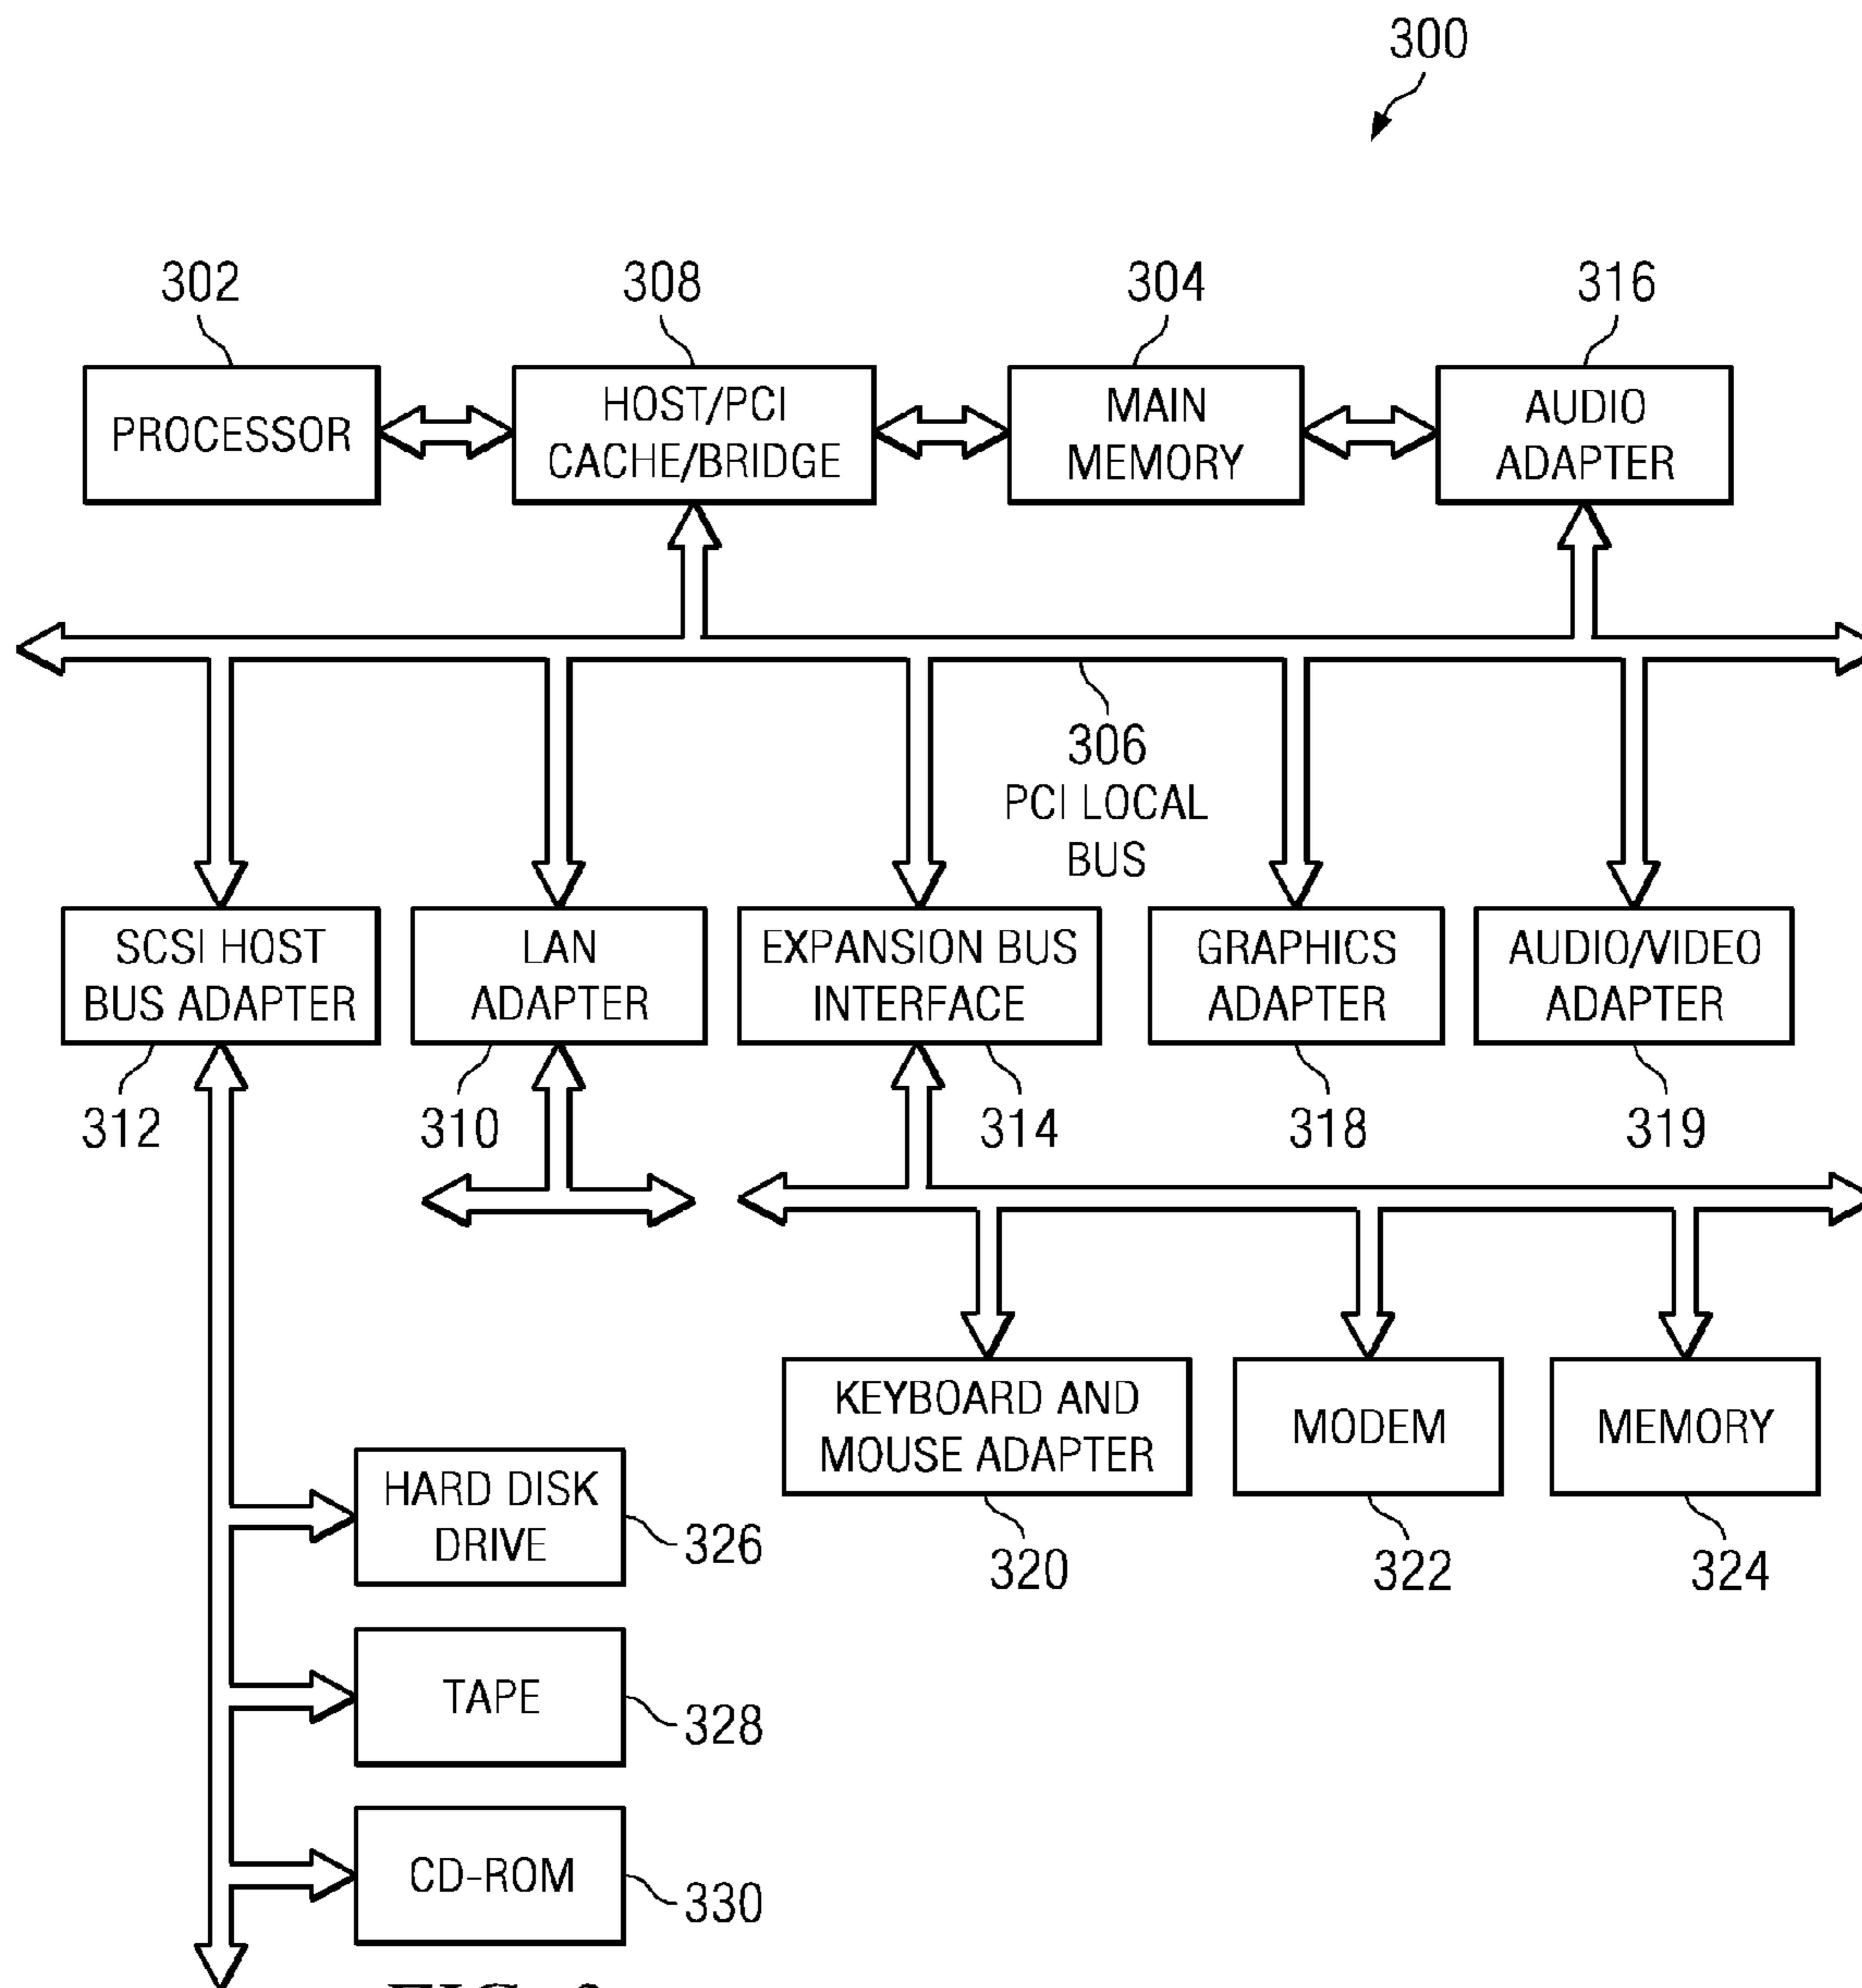 300
302
308
304
316
PROCESSOR
HOST/PCI
CACHE/BRIDGE
MAIN
MEMORY
AUDIO
ADAPTER
306
PCI LOCAL
BUS
SCSI HOST
BUS ADAPTER
LAN
ADAPTER
EXPANSION BUS
INTERFACE
GRAPHICS
ADAPTER
AUDIO/VIDEO
ADAPTER
312
310
314
318
319
KEYBOARD AND
MOUSE ADAPTER
MODEM
MEMORY
320
322
324
HARD DISK
DRIVE
326
TAPE
328
CD-ROM
330